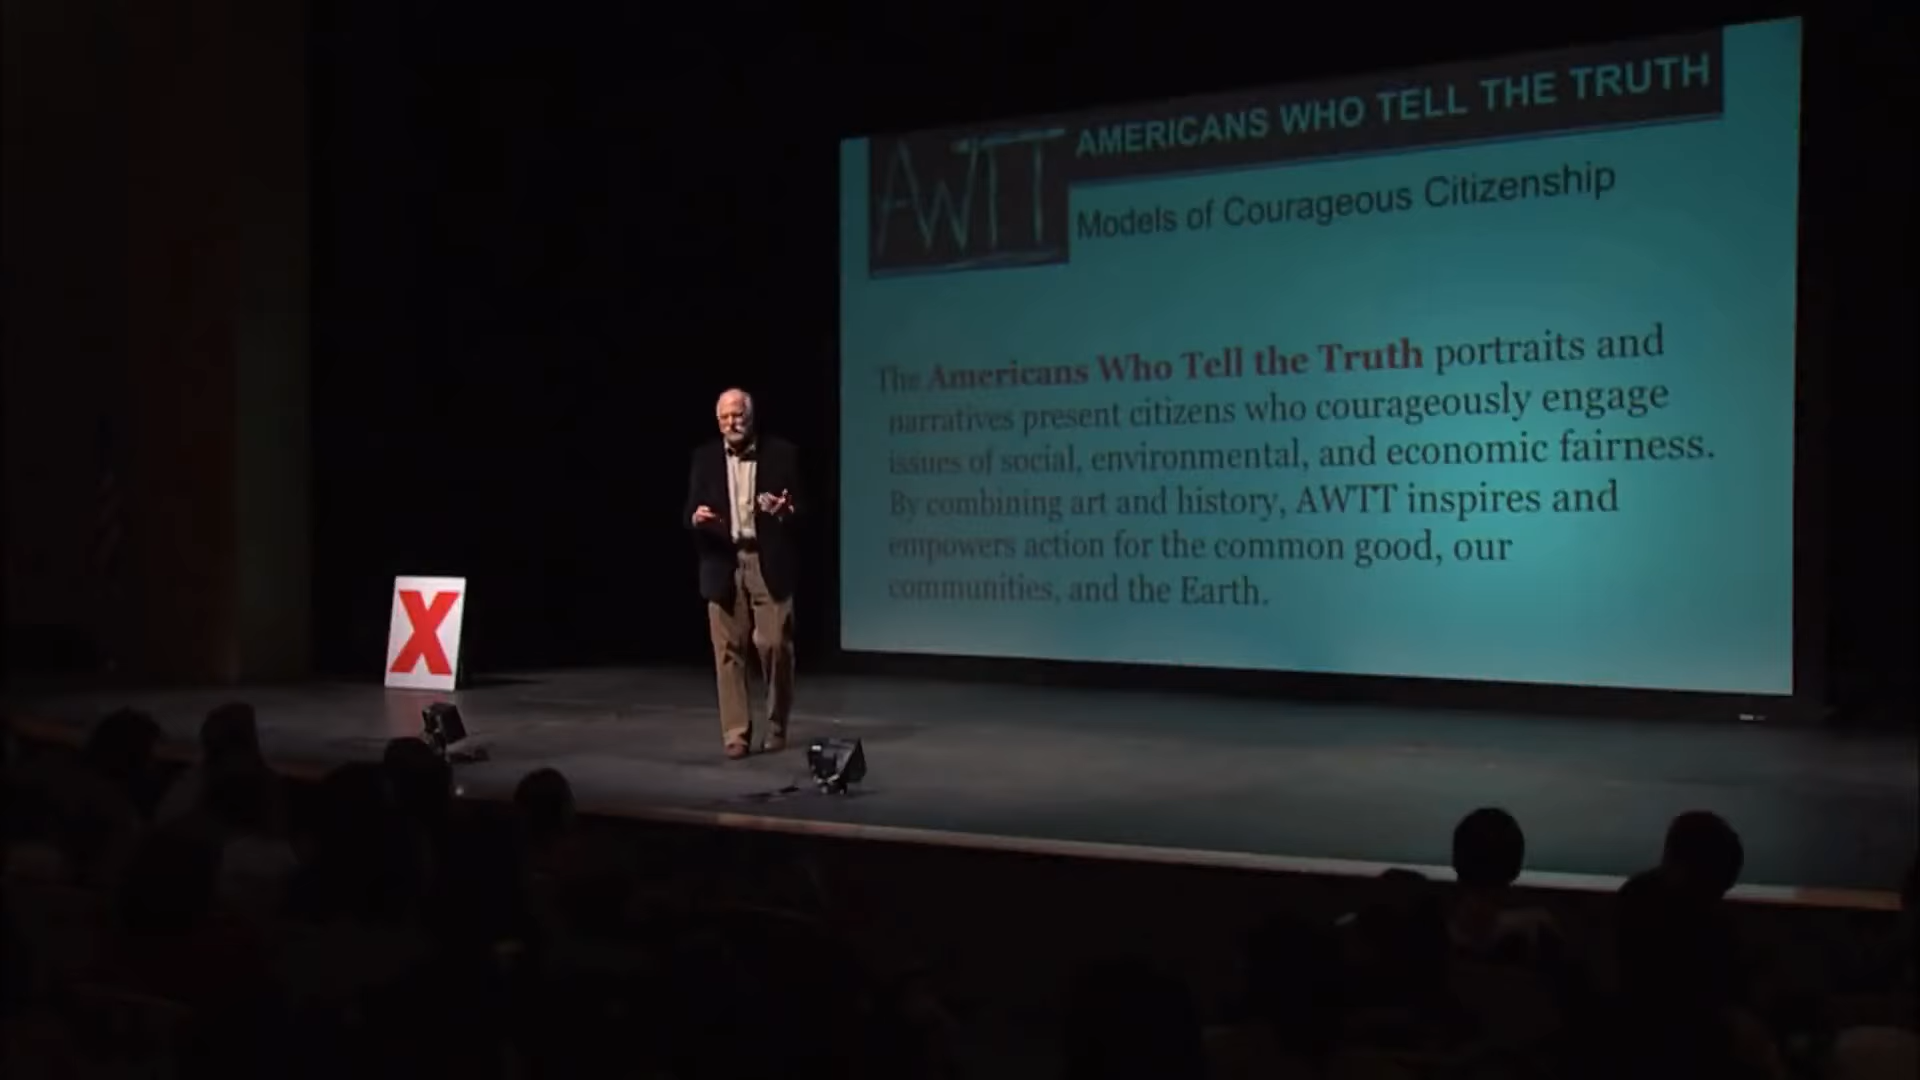 AWTT
AMERICANS WHO TELL THE TRUTH
Models of Courageous Citizenship
The Americans Who Tell the Truth portraits and
narratives present citizens who courageously engage
issues of social, environmental, and economic fairness.
By combining art and history, AWTT inspires and
empowers action for the common good, our
communities, and the Earth.
X